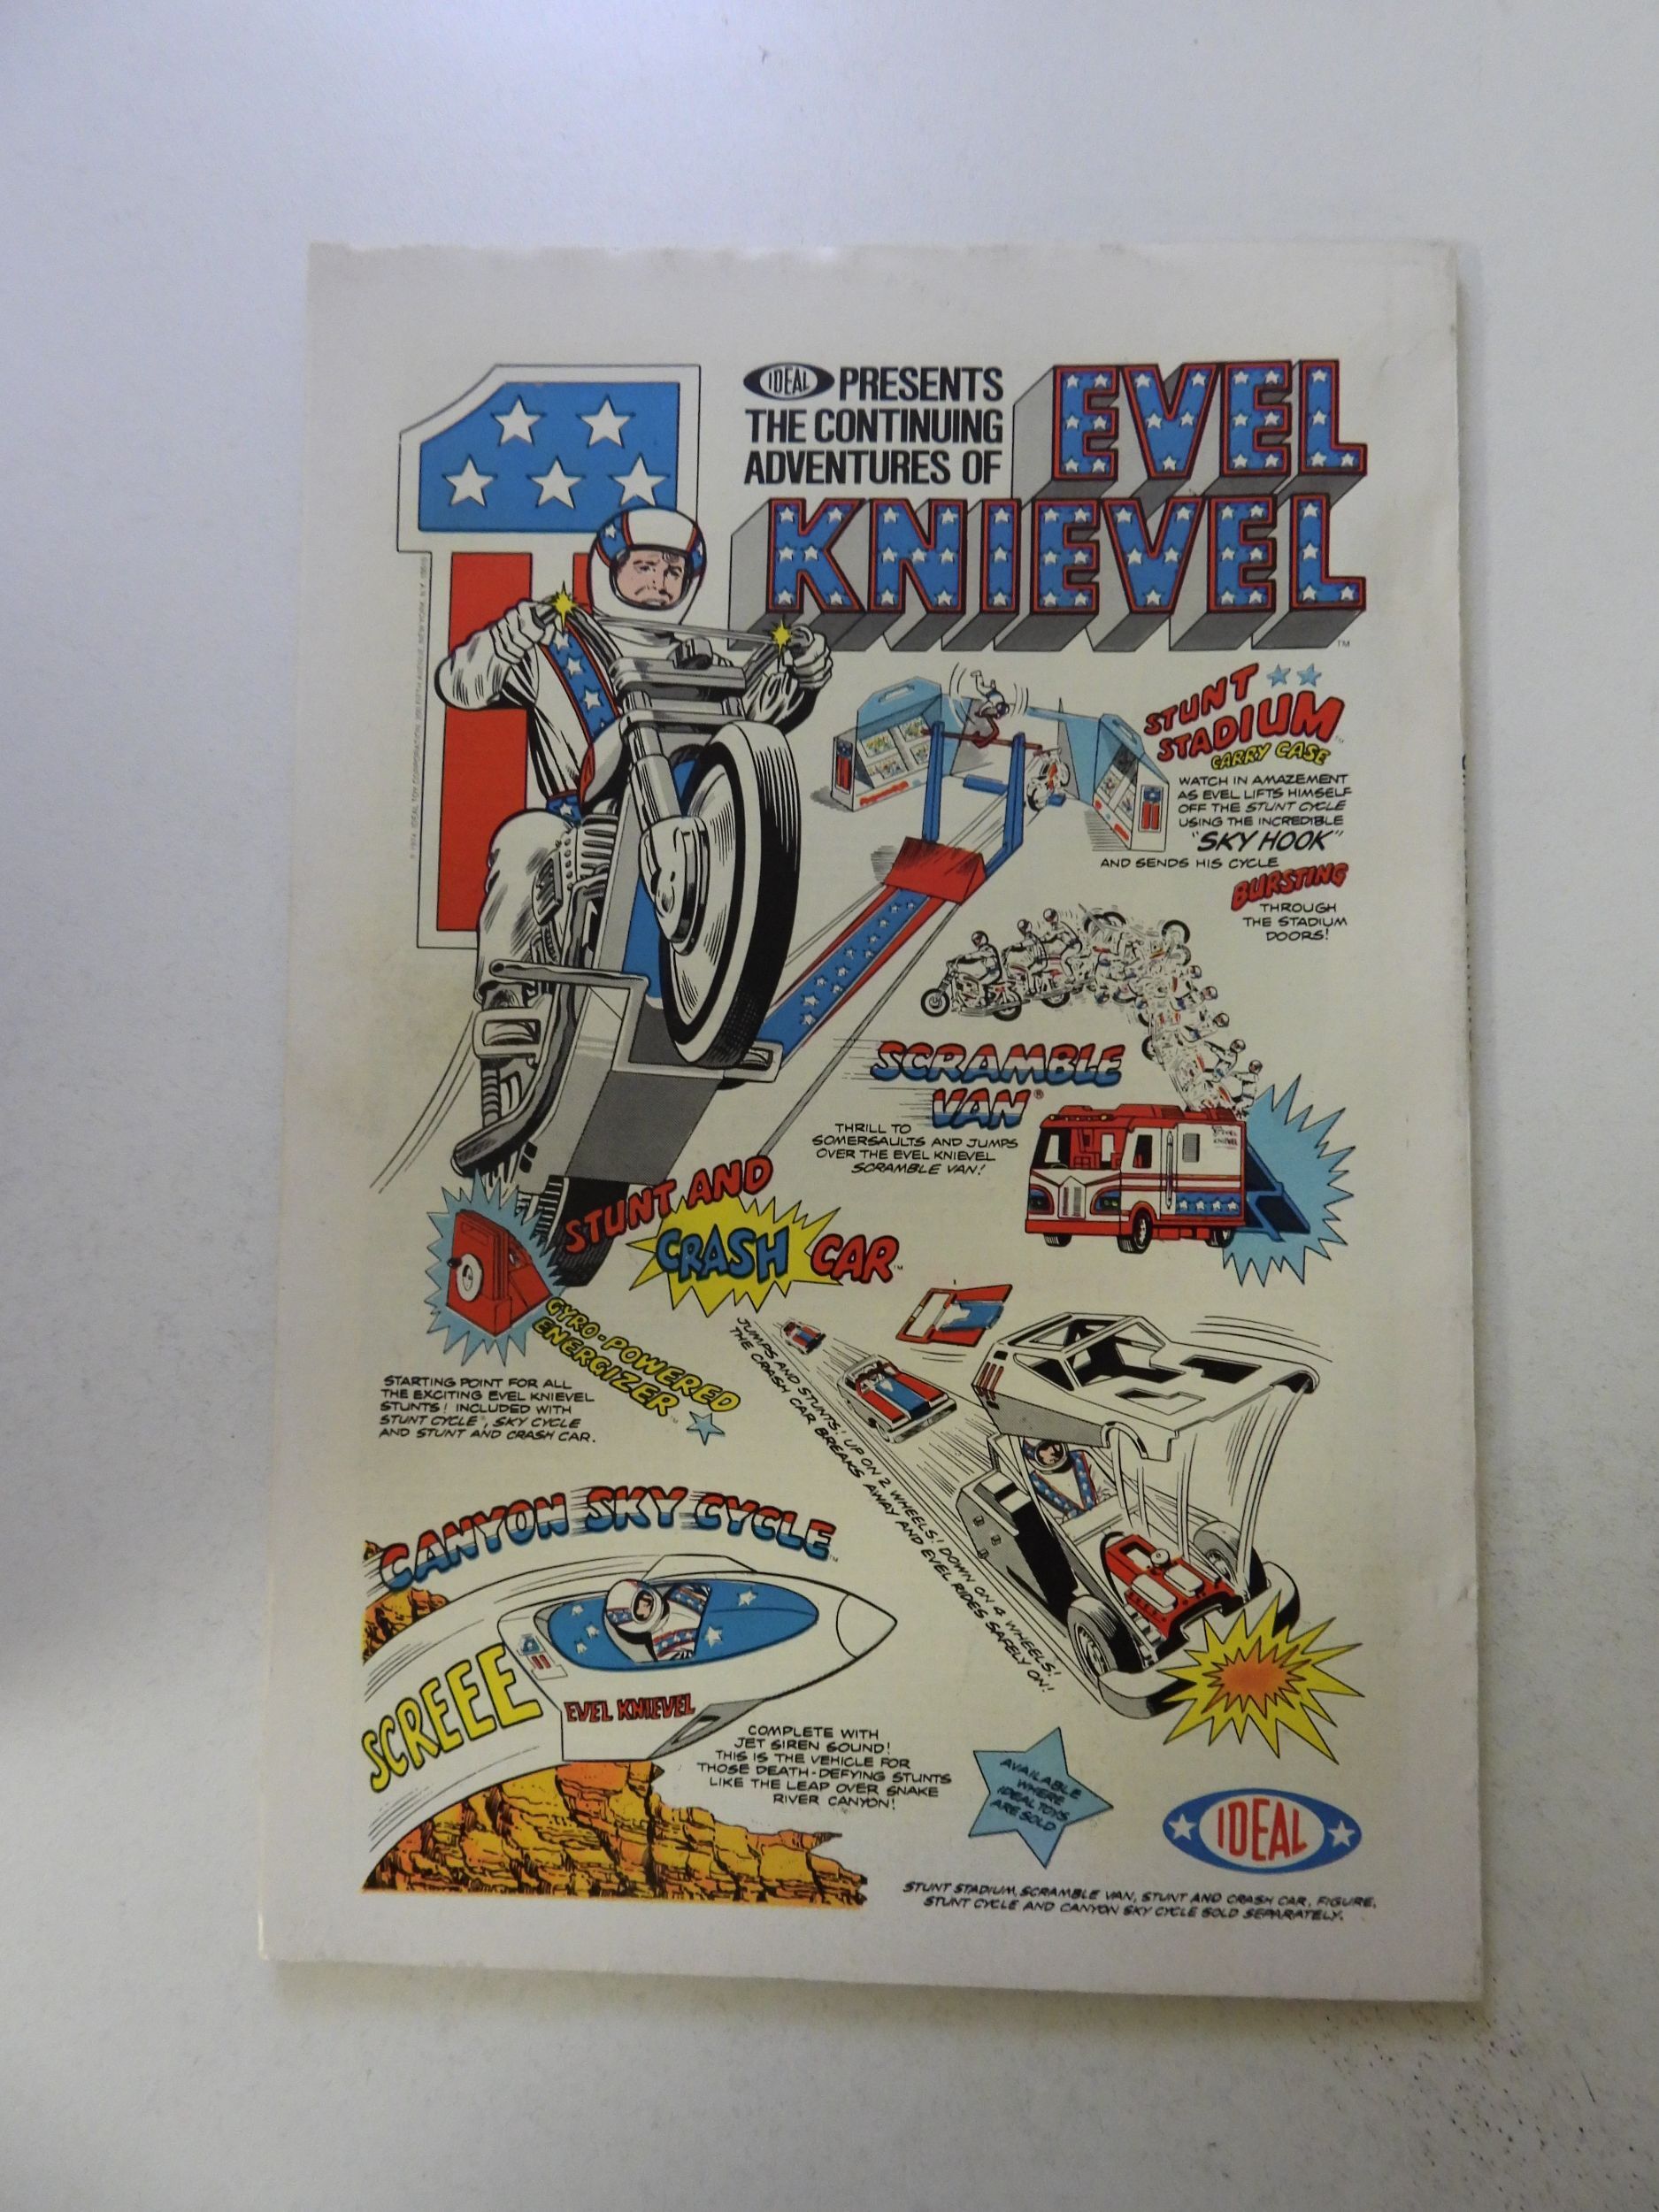 IDEAL PRESENTS
THE CONTINUING
ADVENTURES OF
EVEL
KNIEVEL
TM
STUNT
STADIUM
CARRY CASE
WATCH IN AMAZEMENT
AS EVEL LIFTS HIMSELF
OFF THE STUNT CYCLE
USING THE INCREDIBLE
"SKY HOOK"
AND SENDS HIS CYCLE
BURSTING
THROUGH
THE STADIUM
DOORS!
SCRAMBLE
VAN®
THRILL TO
SOMERSAULTS AND JUMPS
OVER THE EVEL KNIEVEL
SCRAMBLE VAN!
STUNT AND
CRASH CAR™
GYRO-POWERED
ENERGIZER™
STARTING POINT FOR ALL
THE EXCITING EVEL KNIEVEL
STUNTS! INCLUDED WITH
STUNT CYCLE®, SKY CYCLE
AND STUNT AND CRASH CAR.
JUMPS AND STUNTS! UP ON 2 WHEELS! DOWN ON 4 WHEELS!
THE CRASH CAR BREAKS AWAY AND EVEL RIDES SAFELY ON!
CANYON SKY CYCLE™
SCREEE
EVEL KNIEVEL
COMPLETE WITH
JET SIREN SOUND!
THIS IS THE VEHICLE FOR
THOSE DEATH-DEFYING STUNTS
LIKE THE LEAP OVER SNAKE
RIVER CANYON!
AVAILABLE
WHERE
IDEAL TOYS
ARE SOLD
IDEAL
STUNT STADIUM, SCRAMBLE VAN, STUNT AND CRASH CAR, FIGURE,
STUNT CYCLE AND CANYON SKY CYCLE SOLD SEPARATELY.